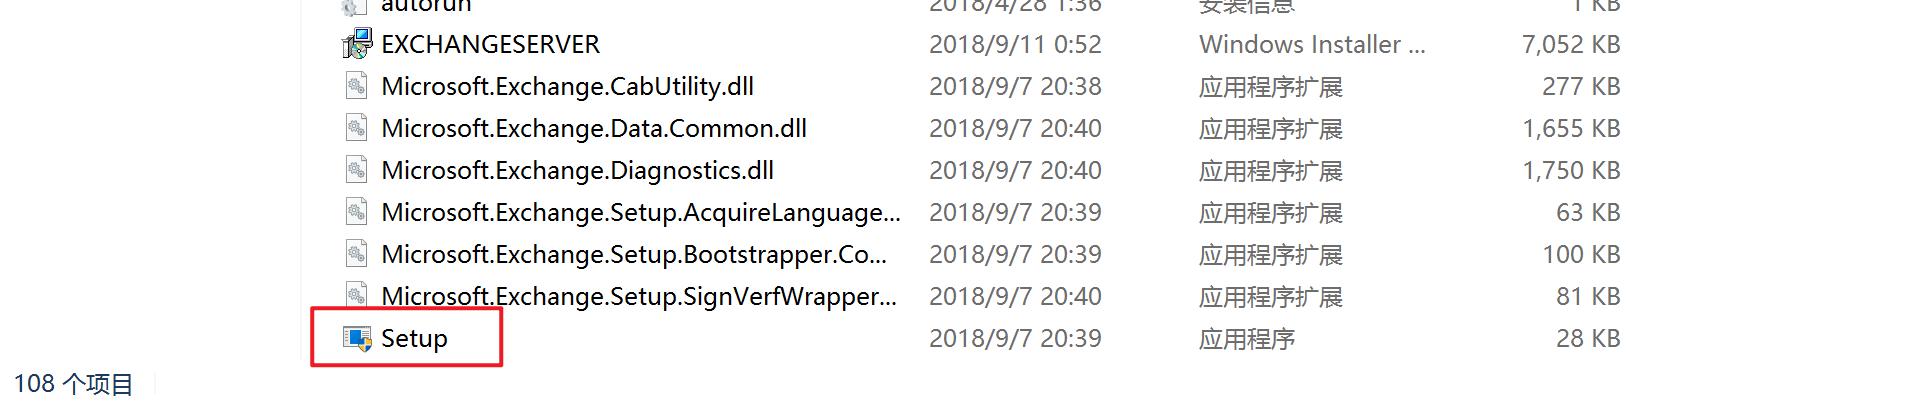 autorun 2018/4/28 1:36 安装信息 1 KB
EXCHANGESERVER 2018/9/11 0:52 Windows Installer ... 7,052 KB
Microsoft.Exchange.CabUtility.dll 2018/9/7 20:38 应用程序扩展 277 KB
Microsoft.Exchange.Data.Common.dll 2018/9/7 20:40 应用程序扩展 1,655 KB
Microsoft.Exchange.Diagnostics.dll 2018/9/7 20:40 应用程序扩展 1,750 KB
Microsoft.Exchange.Setup.AcquireLanguage... 2018/9/7 20:39 应用程序扩展 63 KB
Microsoft.Exchange.Setup.Bootstrapper.Co... 2018/9/7 20:39 应用程序扩展 100 KB
Microsoft.Exchange.Setup.SignVerfWrapper... 2018/9/7 20:40 应用程序扩展 81 KB
Setup 2018/9/7 20:39 应用程序 28 KB
108 个项目